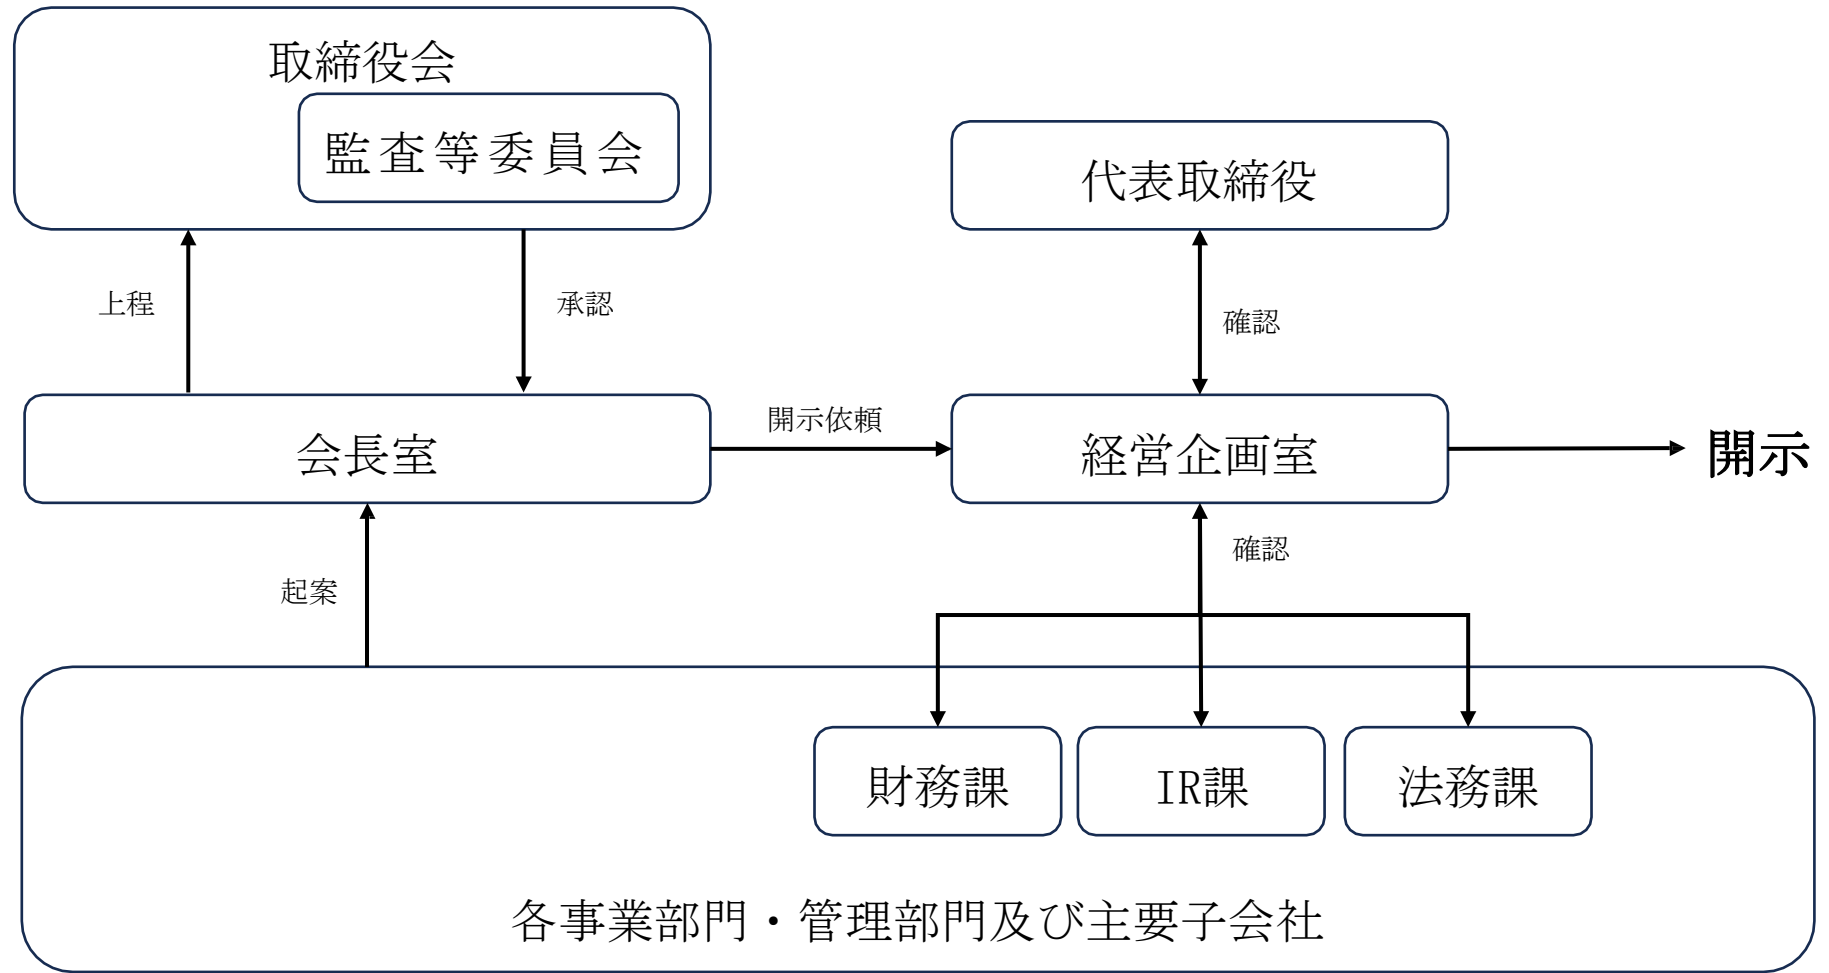 取締役会
監査等委員会
代表取締役
上程
承認
確認
会長室
開示依頼
経営企画室
開示
起案
確認
財務課
IR課
法務課
各事業部門・管理部門及び主要子会社